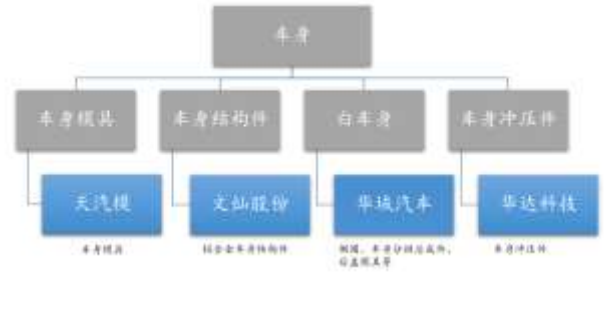 车身
车身模具
车身结构件
白车身
车身冲压件
天汽模
文灿股份
华域汽车
华达科技
车身模具
铝合金车身结构件
车身冲压件